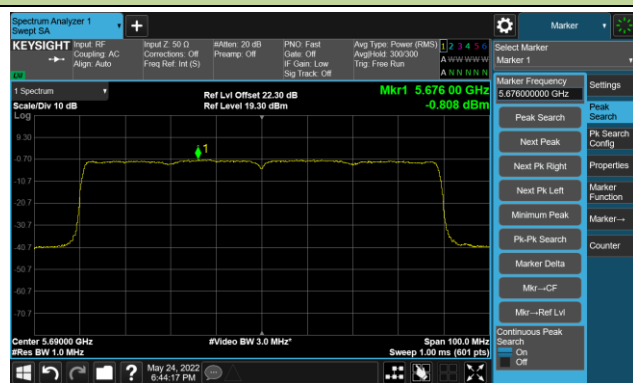 Spectrum Analyzer 1
Swept SA
+
Marker
KEYSIGHT
Input: RF
Coupling: AC
Align: Auto
Input Z: 50 Ω
Corrections: Off
Freq Ref: Int (S)
#Atten: 20 dB
Preamp: Off
PNO: Fast
Gate: Off
IF Gain: Low
Sig Track: Off
Avg Type: Power (RMS)
Avg|Hold: 300/300
Trig: Free Run
1 2 3 4 5 6
A W W W W W
A N N N N N
LXI
Select Marker
Marker 1
1 Spectrum
Scale/Div 10 dB
Log
Ref Lvl Offset 22.30 dB
Ref Level 19.30 dBm
Mkr1 5.676 00 GHz
-0.808 dBm
1
9.30
-0.70
-10.7
-20.7
-30.7
-40.7
-50.7
-60.7
-70.7
Center 5.69000 GHz
#Res BW 1.0 MHz
#Video BW 3.0 MHz*
Span 100.0 MHz
Sweep 1.00 ms (601 pts)
Marker Frequency
5.676000000 GHz
Peak Search
Next Peak
Next Pk Right
Next Pk Left
Minimum Peak
Pk-Pk Search
Marker Delta
Mkr→CF
Mkr→Ref Lvl
Continuous Peak
Search
On
Off
Settings
Peak
Search
Pk Search
Config
Properties
Marker
Function
Marker→
Counter
?
May 24, 2022
6:44:17 PM